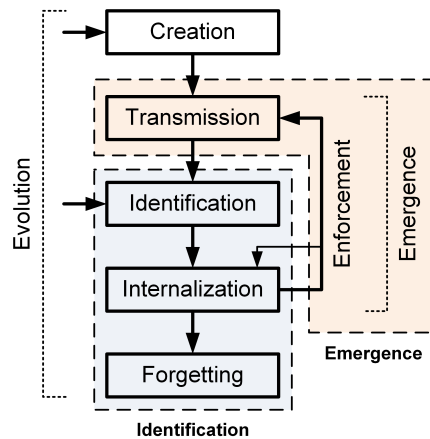 Creation
Transmission
Identification
Internalization
Forgetting
Evolution
Enforcement
Emergence
Emergence
Identification